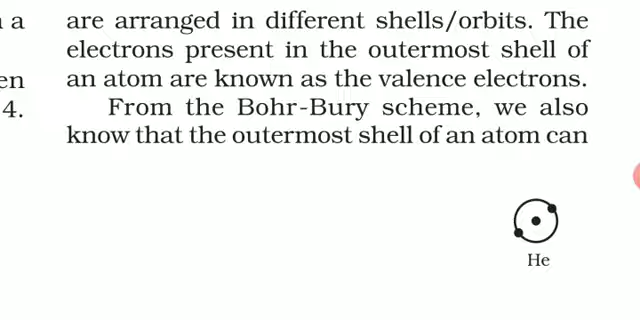 a
en
4.
are arranged in different shells/orbits. The
electrons present in the outermost shell of
an atom are known as the valence electrons.
From the Bohr-Bury scheme, we also
know that the outermost shell of an atom can
He